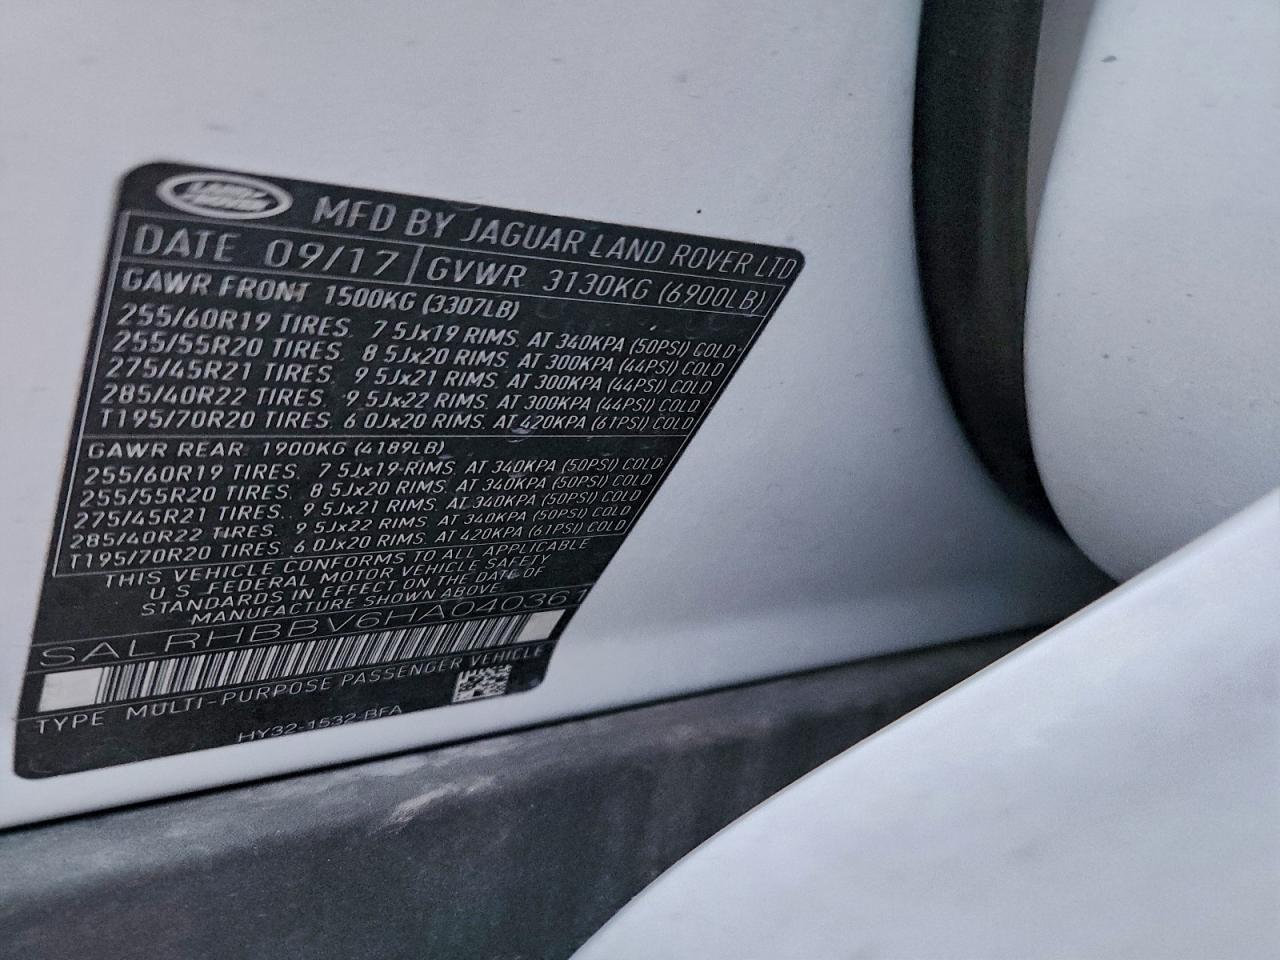 LAND ROVER
MFD BY JAGUAR LAND ROVER LTD
DATE 09/17 GVWR 3130KG (6900LB)
GAWR FRONT 1500KG (3307LB)
255/60R19 TIRES. 7.5Jx19 RIMS. AT 340KPA (50PSI) COLD
255/55R20 TIRES. 8.5Jx20 RIMS. AT 300KPA (44PSI) COLD
275/45R21 TIRES. 9.5Jx21 RIMS. AT 300KPA (44PSI) COLD
285/40R22 TIRES. 9.5Jx22 RIMS. AT 300KPA (44PSI) COLD
T195/70R20 TIRES. 6.0Jx20 RIMS. AT 420KPA (61PSI) COLD
GAWR REAR 1900KG (4189LB)
255/60R19 TIRES. 7.5Jx19 RIMS. AT 340KPA (50PSI) COLD
255/55R20 TIRES. 8.5Jx20 RIMS. AT 340KPA (50PSI) COLD
275/45R21 TIRES. 9.5Jx21 RIMS. AT 340KPA (50PSI) COLD
285/40R22 TIRES. 9.5Jx22 RIMS. AT 340KPA (50PSI) COLD
T195/70R20 TIRES. 6.0Jx20 RIMS. AT 420KPA (61PSI) COLD
THIS VEHICLE CONFORMS TO ALL APPLICABLE
U.S. FEDERAL MOTOR VEHICLE SAFETY
STANDARDS IN EFFECT ON THE DATE OF
MANUFACTURE SHOWN ABOVE
SALRHBBV6HA040361
TYPE MULTI-PURPOSE PASSENGER VEHICLE
HY32-1532-BFA